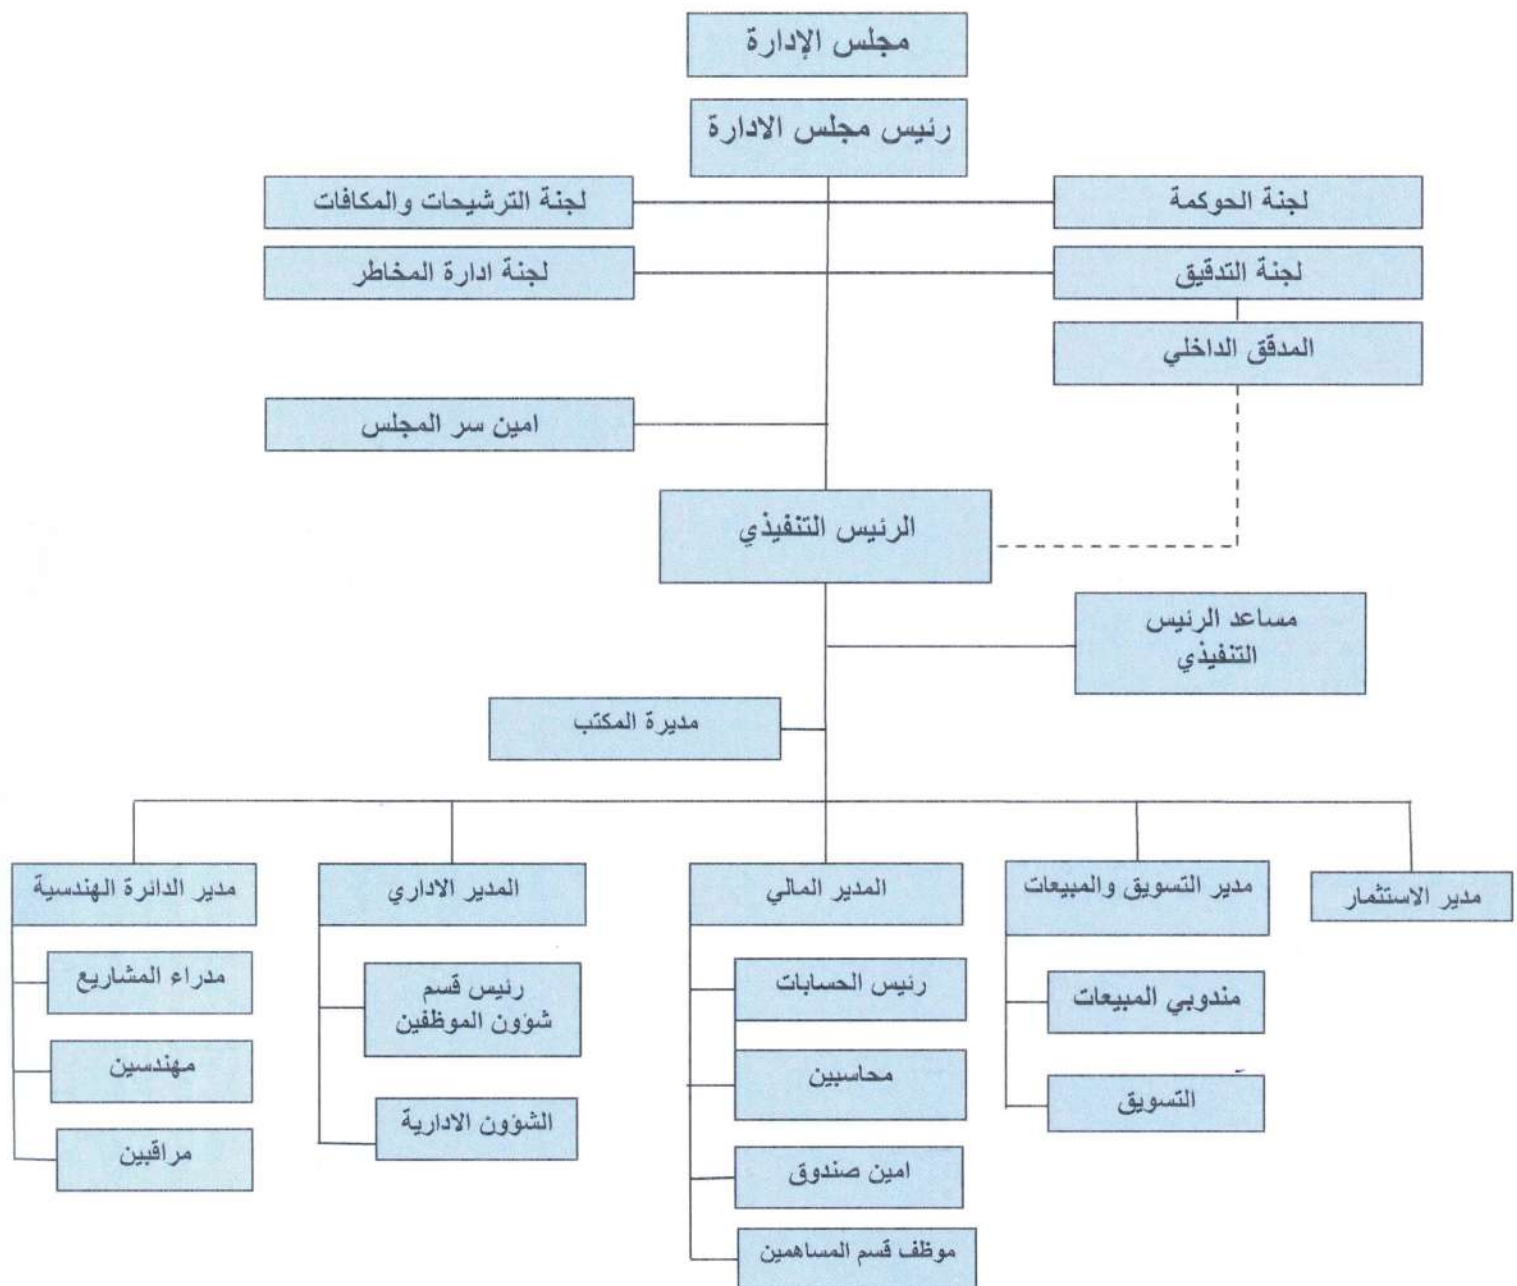 مجلس الإدارة
رئيس مجلس الادارة
لجنة الحوكمة
لجنة الترشيحات والمكافات
لجنة التدقيق
لجنة ادارة المخاطر
المدقق الداخلي
امين سر المجلس
الرئيس التنفيذي
مساعد الرئيس
التنفيذي
مديرة المكتب
مدير الاستثمار
مدير التسويق والمبيعات
مندوبي المبيعات
التسويق
المدير المالي
رئيس الحسابات
محاسبين
امين صندوق
موظف قسم المساهمين
المدير الاداري
رئيس قسم
شؤون الموظفين
الشؤون الادارية
مدير الدائرة الهندسية
مدراء المشاريع
مهندسين
مراقبين